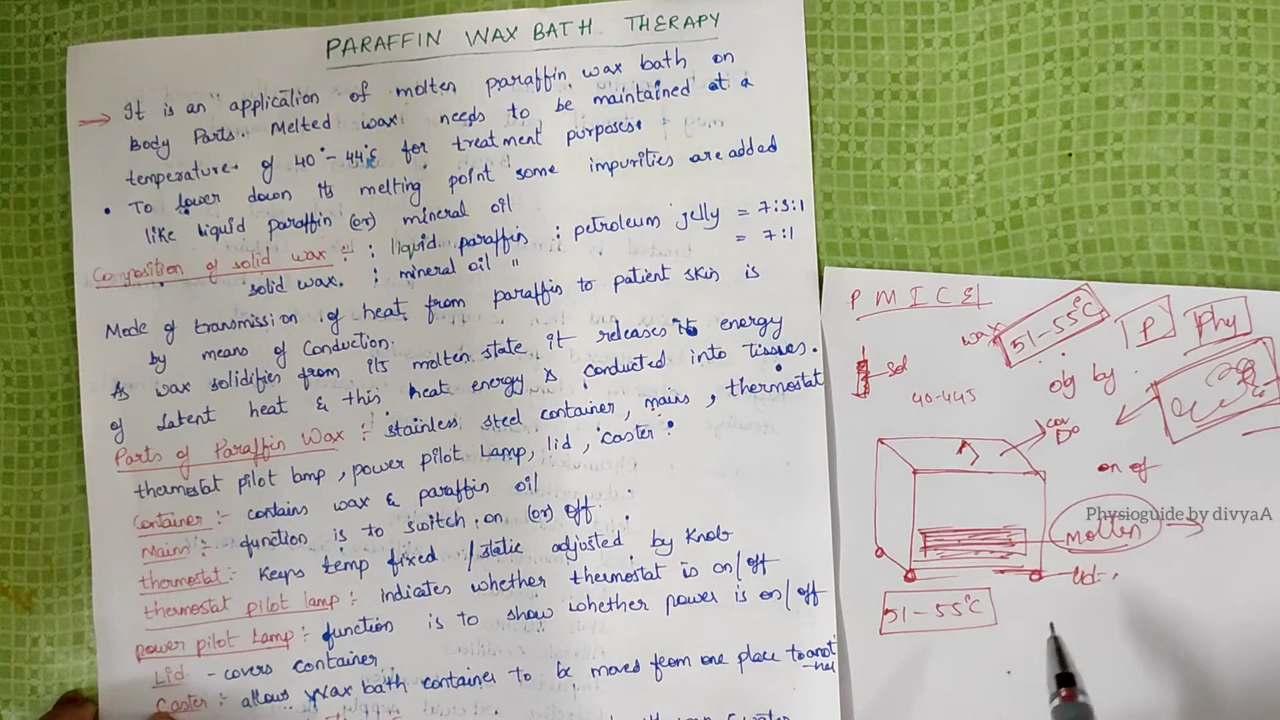 PARAFFIN WAX BATH THERAPY
→ It is an application of molten paraffin wax bath on
body parts. Melted wax needs to be maintained at a
temperature of 40° - 44°c for treatment purposes.
• To lower down its melting point some impurities are added
like liquid paraffin (or) mineral oil
Composition of solid wax :- : liquid paraffin : petroleum jelly = 7:3:1
solid wax. : mineral oil " = 7:1
Mode of transmission of heat from paraffin to patient skin is
by means of Conduction.
As wax solidifies from its molten state it releases its energy
of Latent heat & this heat energy is conducted into tissues.
Parts of Paraffin Wax :- stainless steel container, mains, thermostat
thermostat pilot lamp, power pilot Lamp, lid, caster :
Container :- contains wax & paraffin oil
Main :- function is to switch on (or) off.
thermostat :- Keeps temp fixed /static adjusted by Knob
thermostat pilot lamp :- indicates whether thermostat is on/off
power pilot Lamp :- function is to show whether power is on/off
Lid - covers container
Caster :- allows Wax bath container to be moved from one place to anot
-her
P M I C E
wax 51-55°C
P
Phy
sol
40-445
obj by
on of
Molten
51-55°C
Physioguide by divyaA